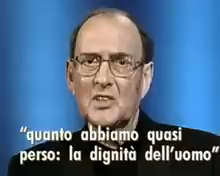 "quanto abbiamo quasi
perso: la dignità dell'uomo"